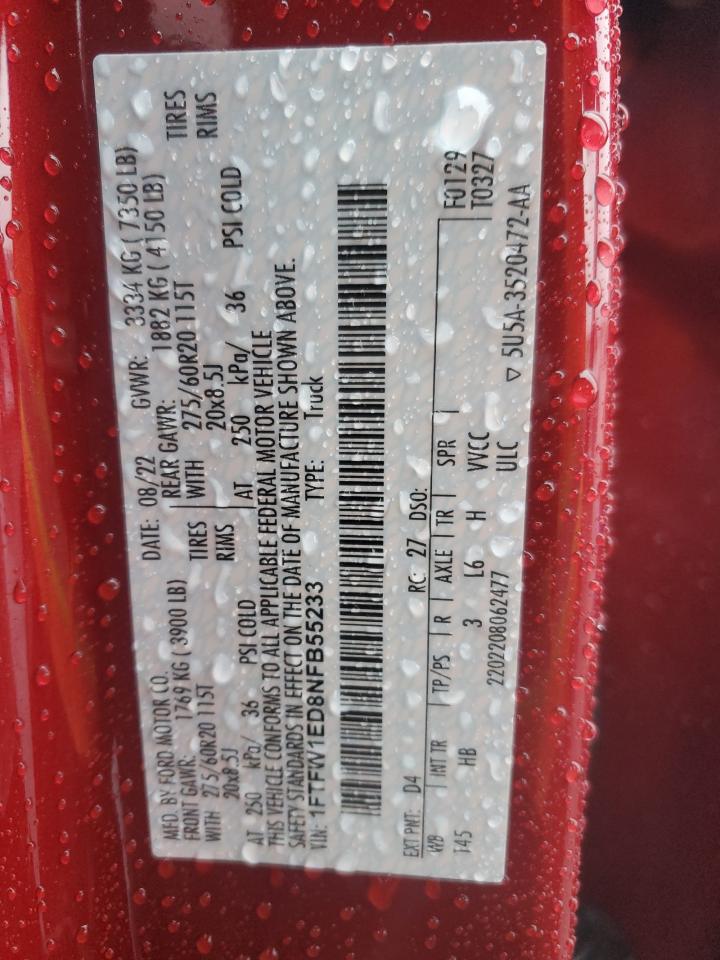 MFD. BY FORD MOTOR CO. DATE: 08/22 GVWR: 3334 KG ( 7350 LB)
FRONT GAWR: 1769 KG ( 3900 LB) REAR GAWR: 1882 KG ( 4150 LB)
WITH 275/60R20 115T TIRES WITH 275/60R20 115T TIRES
20x8.5J RIMS 20x8.5J RIMS
AT 250 kPa/ 36 PSI COLD AT 250 kPa/ 36 PSI COLD
THIS VEHICLE CONFORMS TO ALL APPLICABLE FEDERAL MOTOR VEHICLE
SAFETY STANDARDS IN EFFECT ON THE DATE OF MANUFACTURE SHOWN ABOVE.
VIN: 1FTFW1ED8NFB55233 TYPE: Truck
EXT PNT: D4 RC: 27 DSO: F0129
WB INT TR TP/PS R AXLE TR SPR T0327
145 HB 3 L6 H VVCC
2202208062477 ULC
▽ 5U5A-3520472-AA